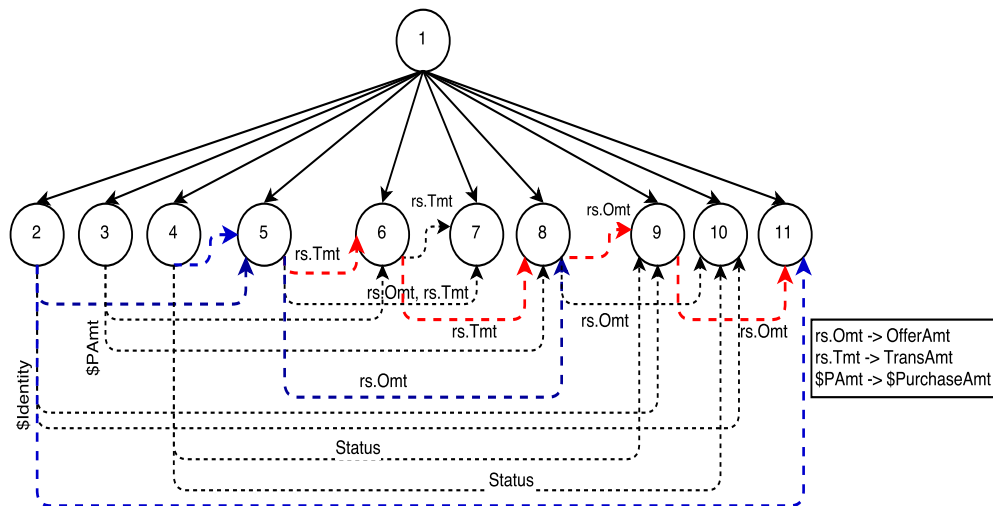 1
rs.Tmt
rs.Omt
2
3
4
5
6
7
8
9
10
11
rs.Tmt
rs.Omt, rs.Tmt
rs.Tmt
rs.Omt
rs.Omt
$PAmt
$Identity
rs.Omt
Status
Status
rs.Omt -> OfferAmt
rs.Tmt -> TransAmt
$PAmt -> $PurchaseAmt